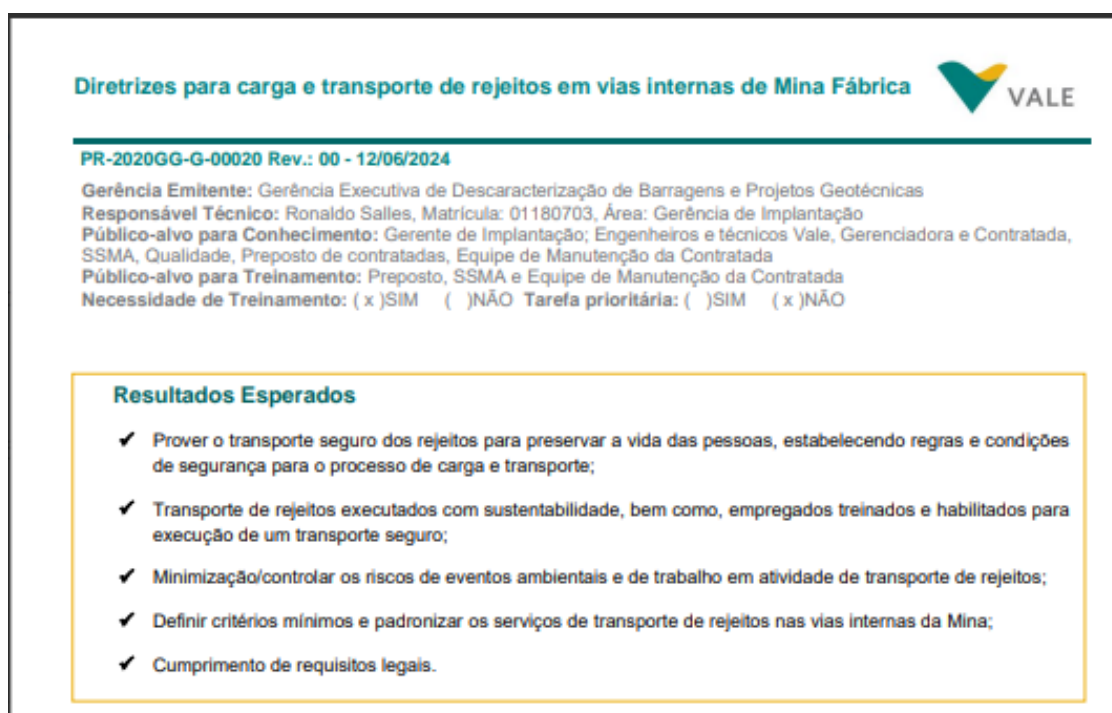 Diretrizes para carga e transporte de rejeitos em vias internas de Mina Fábrica
VALE
PR-2020GG-G-00020 Rev.: 00 - 12/06/2024
Gerência Emitente: Gerência Executiva de Descaracterização de Barragens e Projetos Geotécnicas
Responsável Técnico: Ronaldo Salles, Matrícula: 01180703, Área: Gerência de Implantação
Público-alvo para Conhecimento: Gerente de Implantação; Engenheiros e técnicos Vale, Gerenciadora e Contratada,
SSMA, Qualidade, Preposto de contratadas, Equipe de Manutenção da Contratada
Público-alvo para Treinamento: Preposto, SSMA e Equipe de Manutenção da Contratada
Necessidade de Treinamento: ( x )SIM ( )NÃO Tarefa prioritária: ( )SIM ( x )NÃO
Resultados Esperados
✔ Prover o transporte seguro dos rejeitos para preservar a vida das pessoas, estabelecendo regras e condições
de segurança para o processo de carga e transporte;
✔ Transporte de rejeitos executados com sustentabilidade, bem como, empregados treinados e habilitados para
execução de um transporte seguro;
✔ Minimização/controlar os riscos de eventos ambientais e de trabalho em atividade de transporte de rejeitos;
✔ Definir critérios mínimos e padronizar os serviços de transporte de rejeitos nas vias internas da Mina;
✔ Cumprimento de requisitos legais.